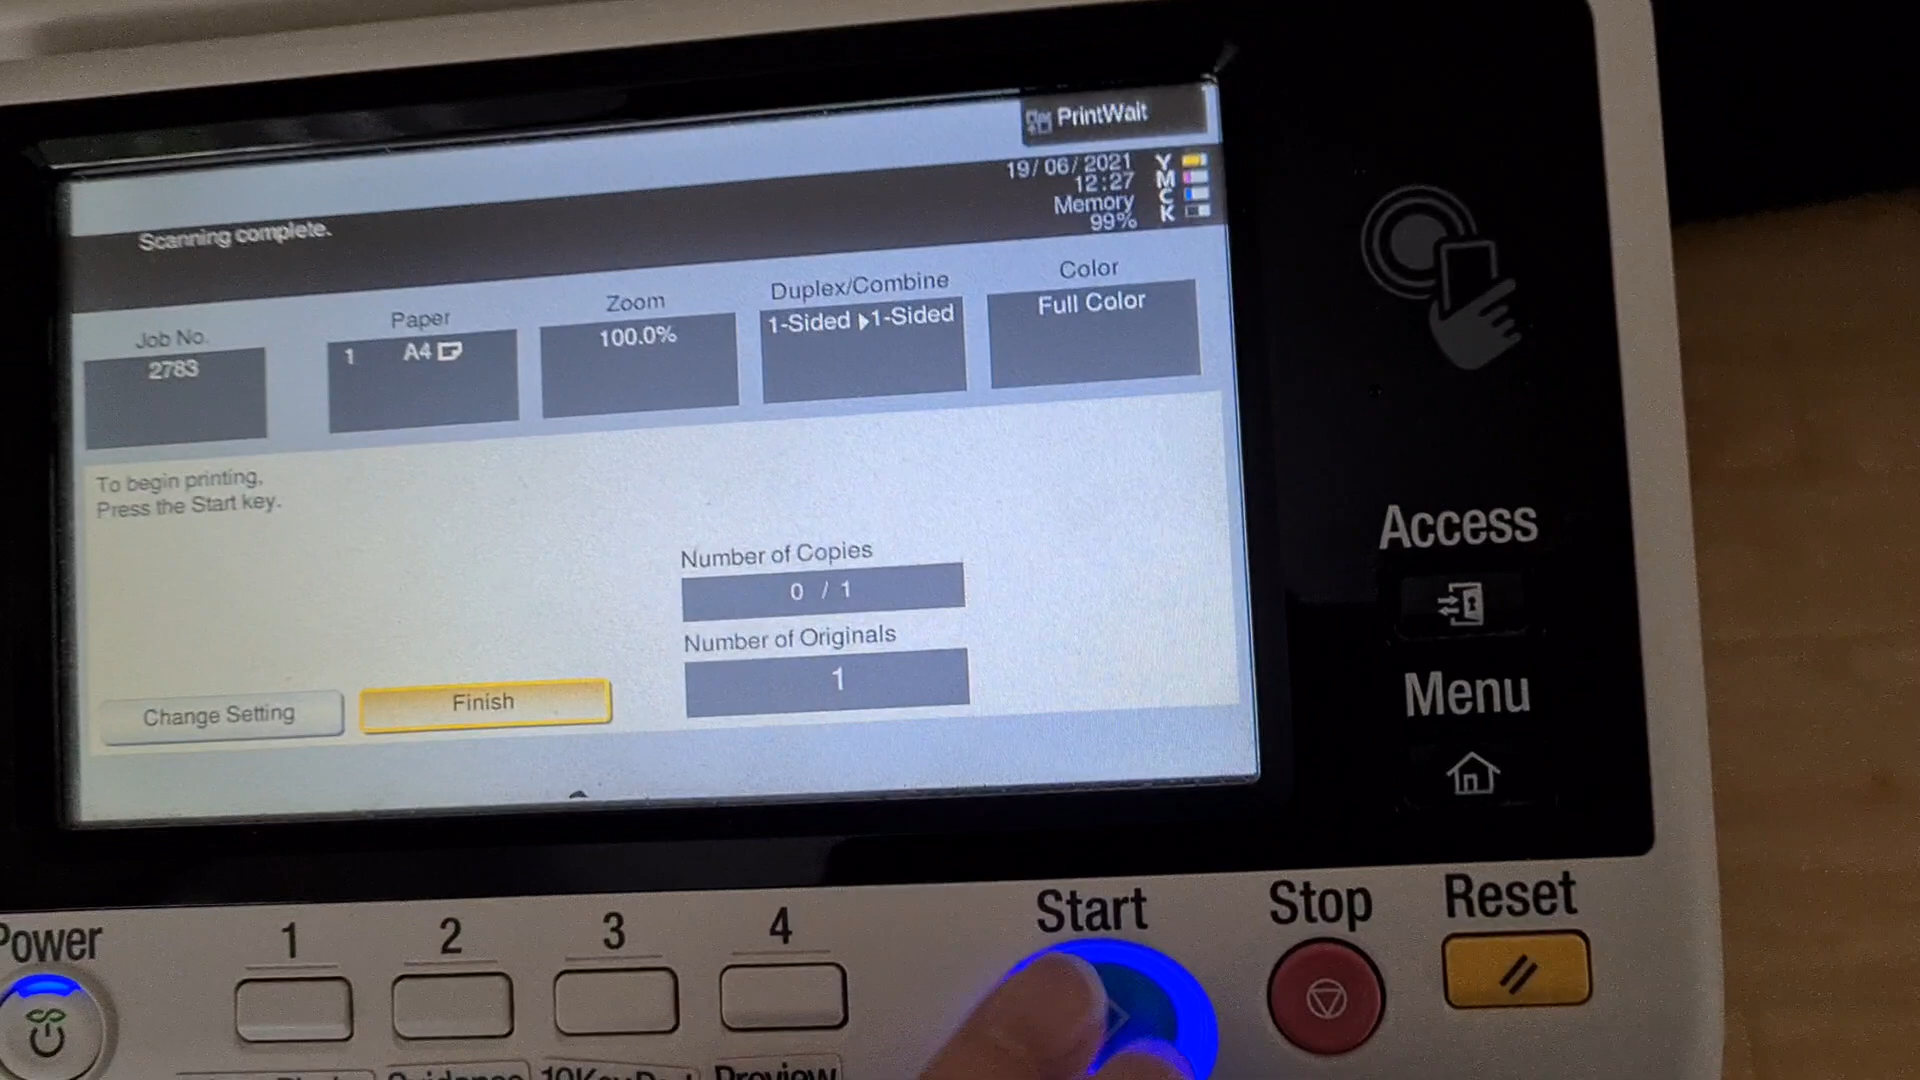 PrintWait
19/06/2021
12:27
Memory
99%
Y
M
C
K
Scanning complete.
Job No.
2783
Paper
1 A4
Zoom
100.0%
Duplex/Combine
1-Sided ▶1-Sided
Color
Full Color
To begin printing,
Press the Start key.
Number of Copies
0 / 1
Number of Originals
1
Change Setting
Finish
Access
Menu
Power
1
2
3
4
Start
Stop
Reset
Guidance
Preview